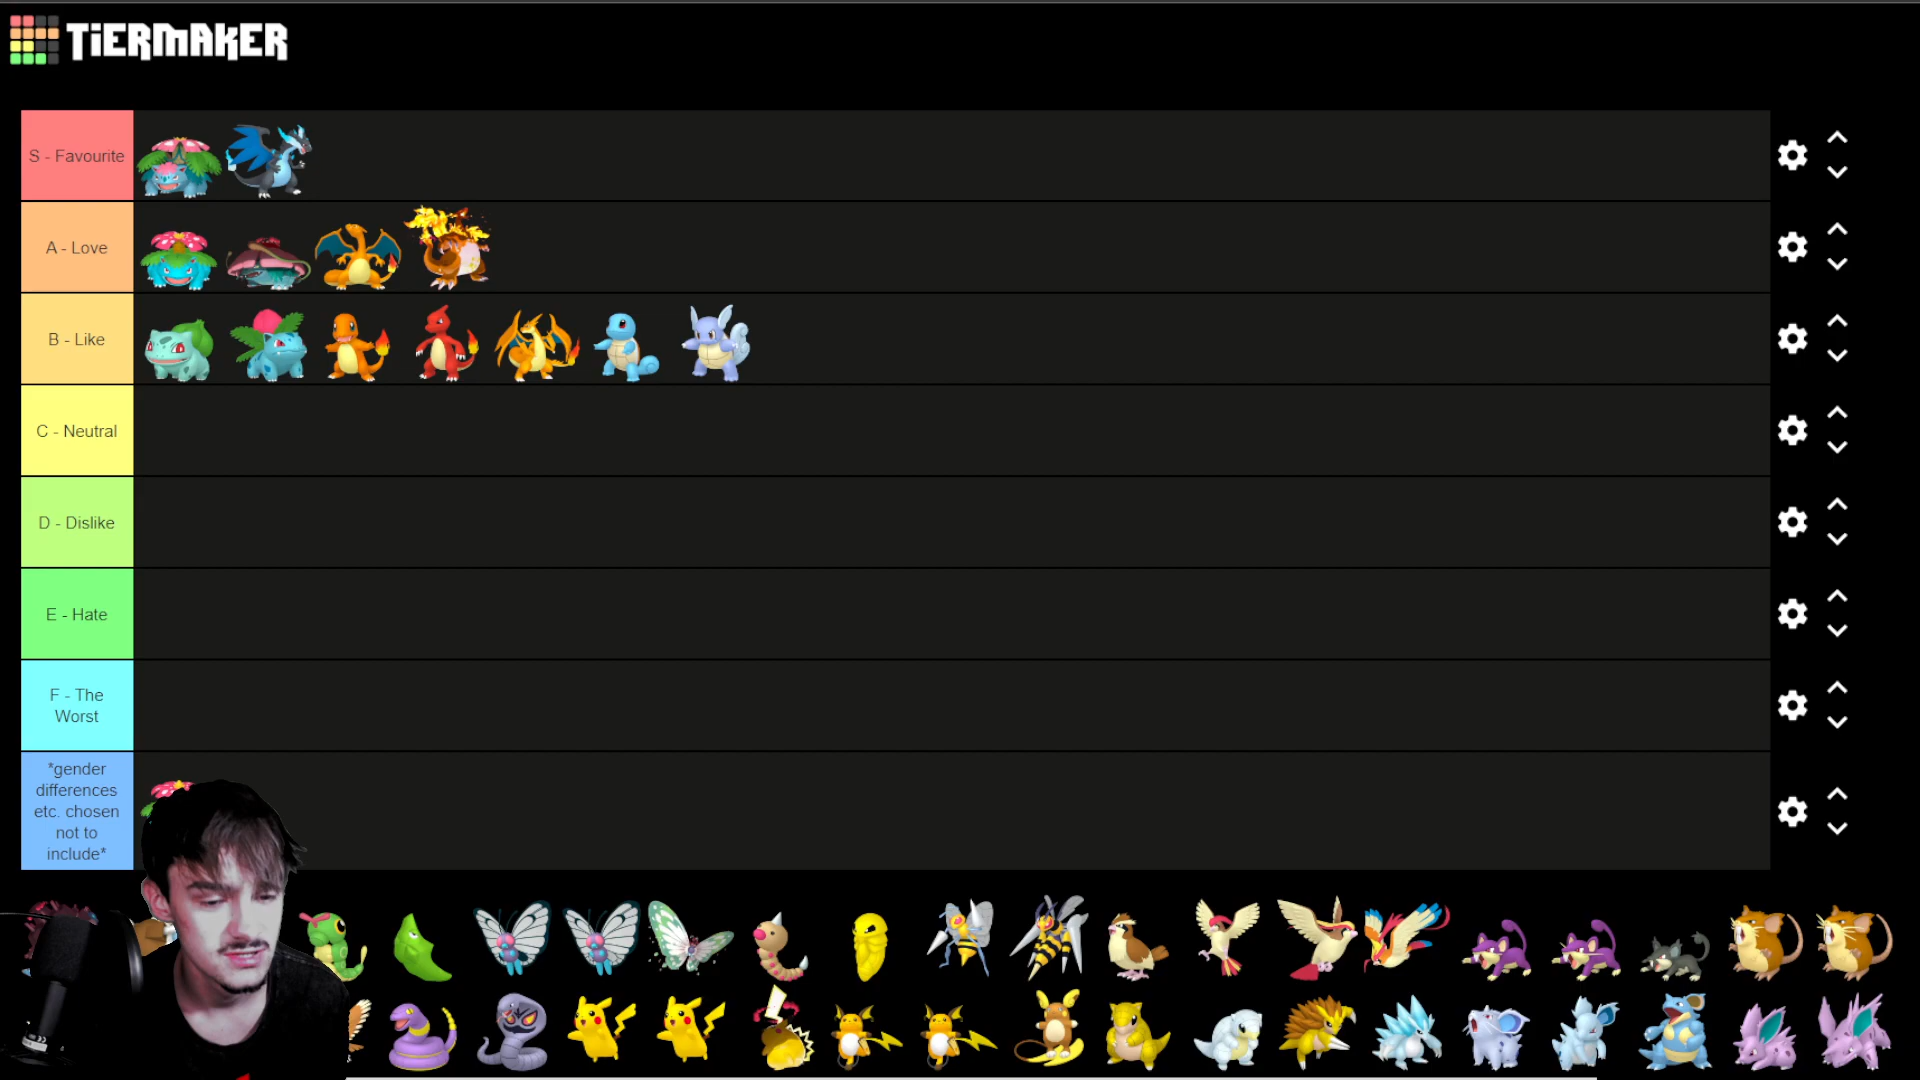 TIERMAKER
S - Favourite
A - Love
B - Like
C - Neutral
D - Dislike
E - Hate
F - The
Worst
*gender
differences
etc. chosen
not to
include*